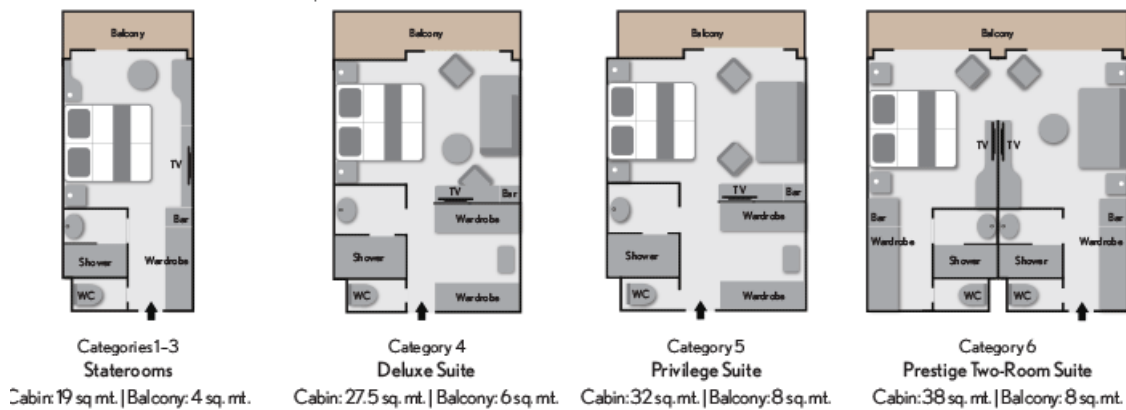 Balcony
TV
Bar
Shower
Wardrobe
WC
Categories 1–3
Staterooms
Cabin: 19 sq. mt. | Balcony: 4 sq. mt.
Balcony
TV
Bar
Wardrobe
Shower
WC
Wardrobe
Category 4
Deluxe Suite
Cabin: 27.5 sq. mt. | Balcony: 6 sq. mt.
Balcony
TV
Bar
Wardrobe
Shower
WC
Wardrobe
Category 5
Privilege Suite
Cabin: 32 sq. mt. | Balcony: 8 sq. mt.
Balcony
TV
TV
Bar
Bar
Wardrobe
Wardrobe
Shower
Shower
WC
WC
Category 6
Prestige Two-Room Suite
Cabin: 38 sq. mt. | Balcony: 8 sq. mt.